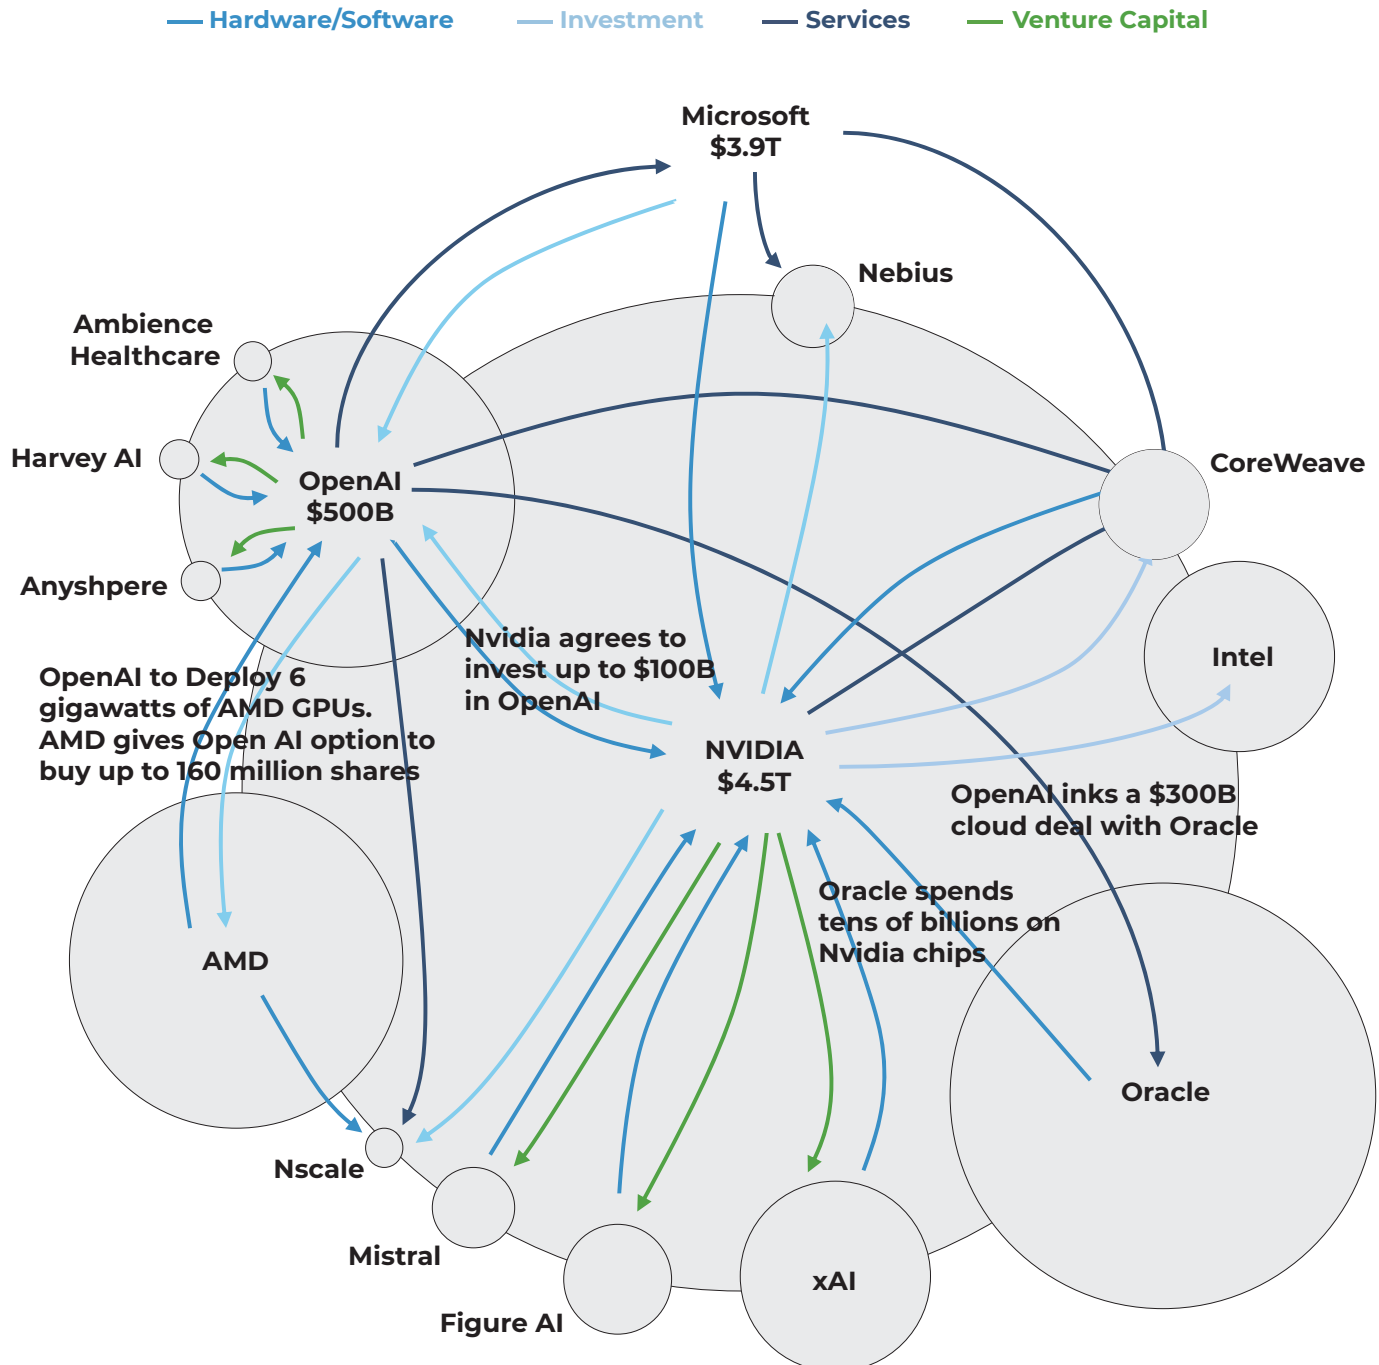 Hardware/Software Investment Services Venture Capital
Microsoft
$3.9T
Nebius
Ambience
Healthcare
Harvey AI
CoreWeave
OpenAI
$500B
Anyshpere
Nvidia agrees to
invest up to $100B
in OpenAI
Intel
OpenAI to Deploy 6
gigawatts of AMD GPUs.
AMD gives Open AI option to
buy up to 160 million shares
NVIDIA
$4.5T
OpenAI inks a $300B
cloud deal with Oracle
Oracle spends
tens of billions on
Nvidia chips
AMD
Oracle
Nscale
Mistral
xAI
Figure AI